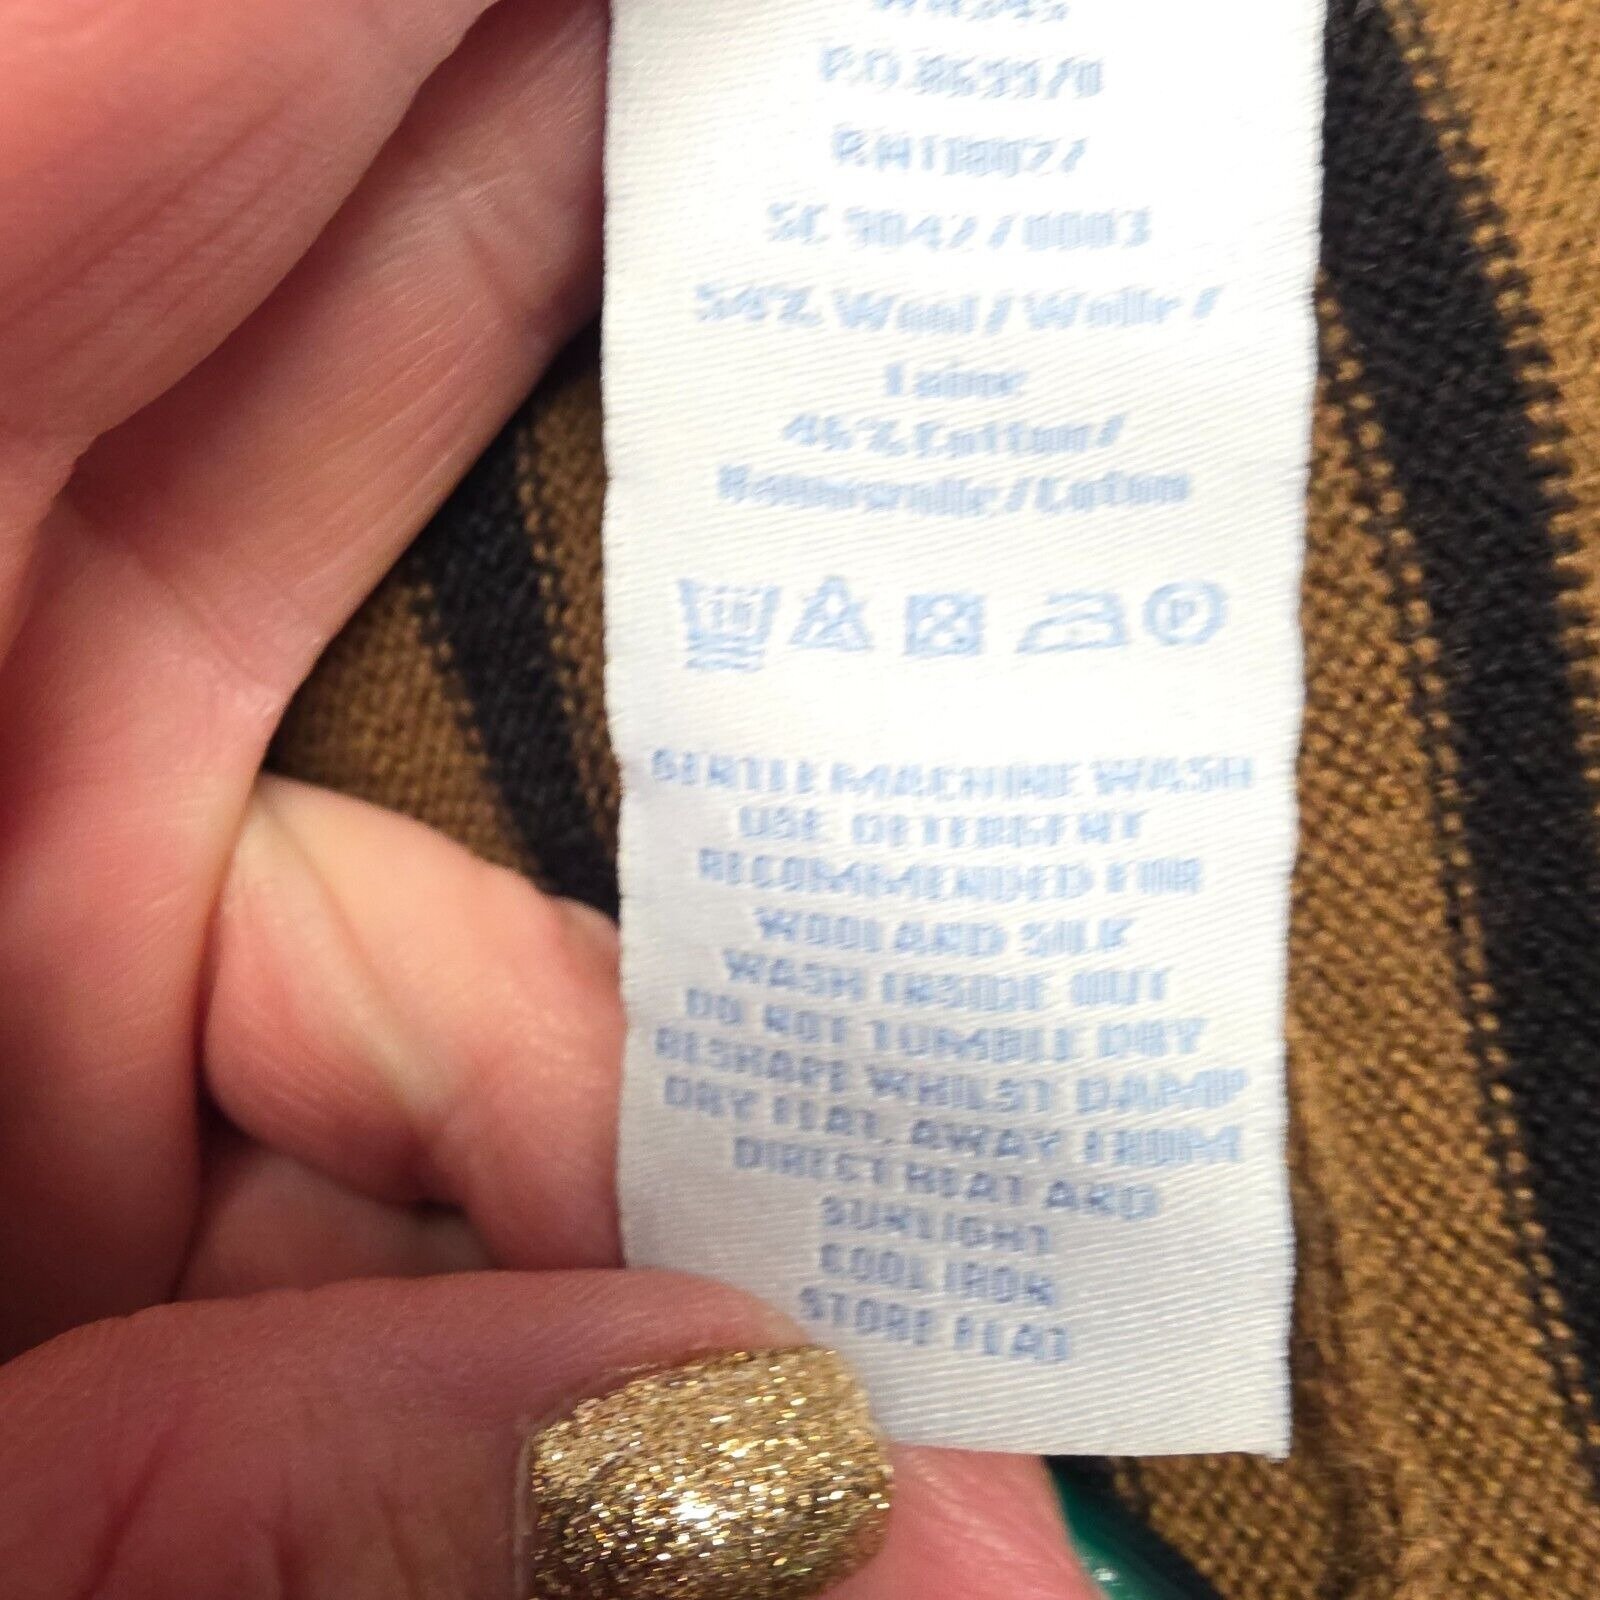 SC 9042/0003
54% Wool/Wolle/
Laine
46% Cotton/
Baumwolle/Coton
GENTLE MACHINE WASH
USE DETERGENT
RECOMMENDED FOR
WOOL AND SILK
WASH INSIDE OUT
DO NOT TUMBLE DRY
RESHAPE WHILST DAMP
DRY FLAT, AWAY FROM
DIRECT HEAT AND
SUNLIGHT
COOL IRON
STORE FLAT